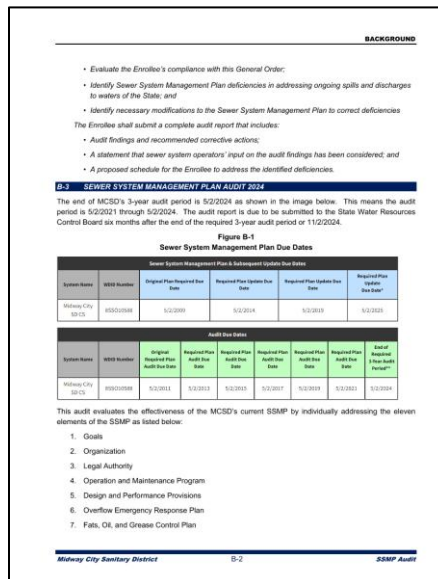 BACKGROUND
• Evaluate the Enrollee's compliance with this General Order;
• Identify Sewer System Management Plan deficiencies in addressing ongoing spills and discharges
to waters of the State; and
• Identify necessary modifications to the Sewer System Management Plan to correct deficiencies
The Enrollee shall submit a complete audit report that includes:
• Audit findings and recommended corrective actions;
• A statement that sewer system operators' input on the audit findings has been considered; and
• A proposed schedule for the Enrollee to address the identified deficiencies.
B-3 SEWER SYSTEM MANAGEMENT PLAN AUDIT 2024
The end of MCSD's 3-year audit period is 5/2/2024 as shown in the image below. This means the audit
period is 5/2/2021 through 5/2/2024. The audit report is due to be submitted to the State Water Resources
Control Board six months after the end of the required 3-year period or 11/2/2024.
Figure B-1
Sewer System Management Plan Due Dates
Sewer System Management Plan & Subsequent Update Due Dates
System Name WDID Number Original Plan Required Due Date Required Plan Update Due Date Required Plan Update Due Date Required Plan Update Due Date*
Midway City SD CS 8SSO10588 5/2/2009 5/2/2014 5/2/2019 5/2/2025
Audit Due Dates
System Name WDID Number Original Required Plan Audit Due Date Required Plan Audit Due Date Required Plan Audit Due Date Required Plan Audit Due Date Required Plan Audit Due Date Required Plan Audit Due Date End of Required 3-Year Audit Period**
Midway City SD CS 8SSO10588 5/2/2011 5/2/2013 5/2/2015 5/2/2017 5/2/2019 5/2/2021 5/2/2024
This audit evaluates the effectiveness of the MCSD's current SSMP by individually addressing the eleven
elements of the SSMP as listed below:
1. Goals
2. Organization
3. Legal Authority
4. Operation and Maintenance Program
5. Design and Performance Provisions
6. Overflow Emergency Response Plan
7. Fats, Oil, and Grease Control Plan
Midway City Sanitary District B-2 SSMP Audit